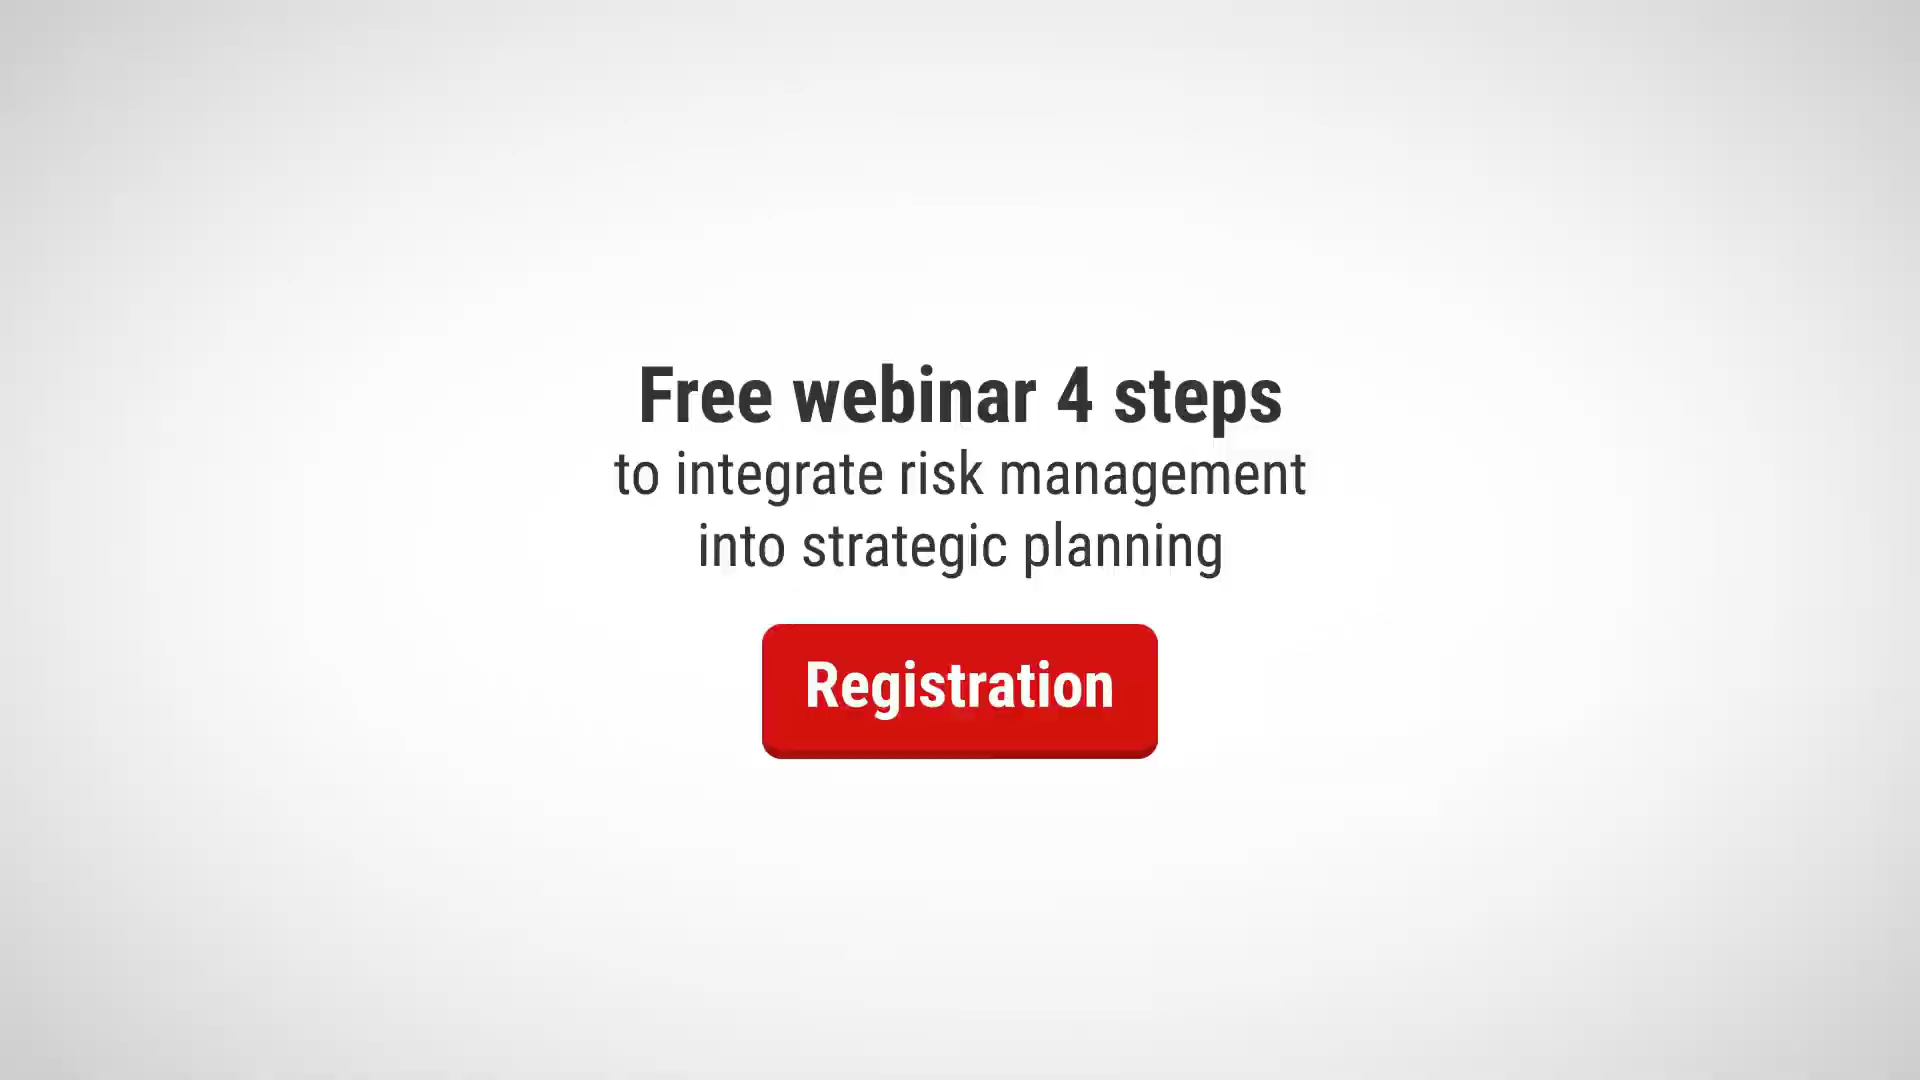 Free webinar 4 steps
to integrate risk management
into strategic planning
Registration